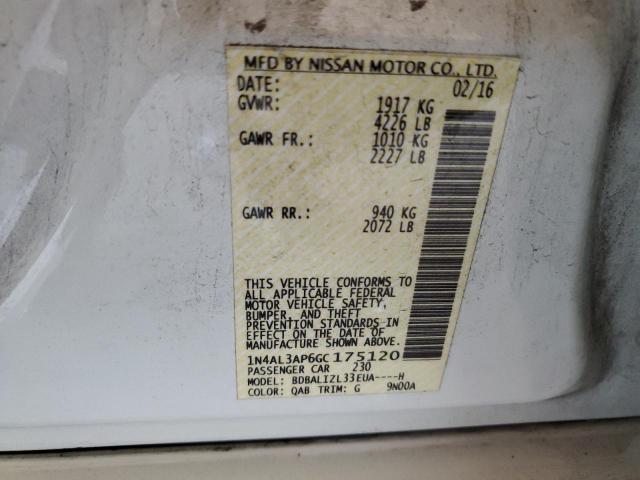 MFD BY NISSAN MOTOR CO., LTD.
DATE: 02/16
GVWR: 1917 KG
4226 LB
GAWR FR.: 1010 KG
2227 LB
GAWR RR.: 940 KG
2072 LB
THIS VEHICLE CONFORMS TO
ALL APPLICABLE FEDERAL
MOTOR VEHICLE SAFETY,
BUMPER, AND THEFT
PREVENTION STANDARDS IN
EFFECT ON THE DATE OF
MANUFACTURE SHOWN ABOVE.
1N4AL3AP6GC175120
PASSENGER CAR 230
MODEL: BDBALIZL33EUA----H
COLOR: QAB TRIM: G 9N00A